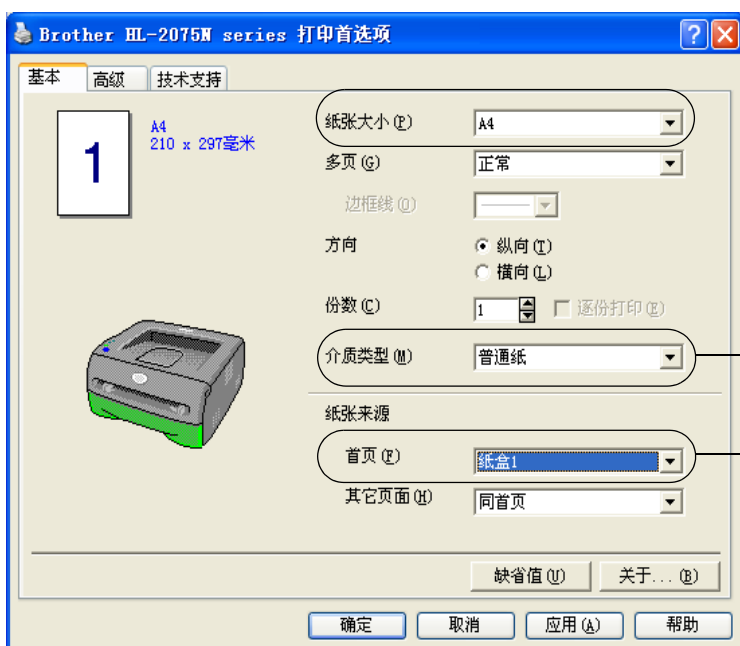 Brother HL-2075N series 打印首选项
基本 高级 技术支持
1
A4
210 x 297毫米
纸张大小(P) A4
多页(G) 正常
边框线(O)
方向 纵向(T)
横向(L)
份数(C) 1 逐份打印(E)
介质类型(M) 普通纸
纸张来源
首页(F) 纸盒1
其它页面(H) 同首页
缺省值(U) 关于... (B)
确定 取消 应用(A) 帮助